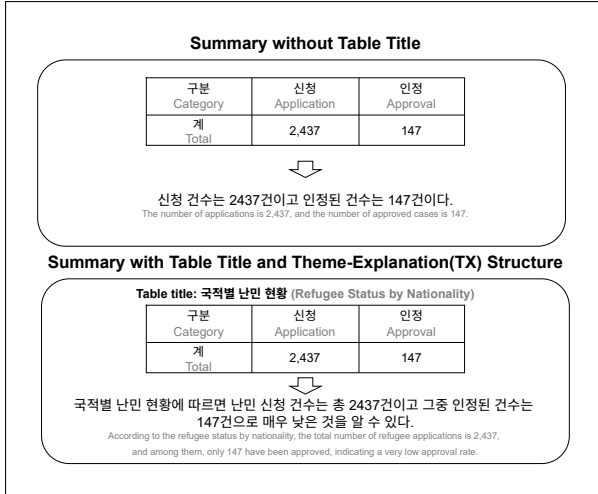 Summary without Table Title
구분 신청 인정
Category Application Approval
계 2,437 147
Total
신청 건수는 2437건이고 인정된 건수는 147건이다.
The number of applications is 2,437, and the number of approved cases is 147.
Summary with Table Title and Theme-Explanation(TX) Structure
Table title: 국적별 난민 현황 (Refugee Status by Nationality)
구분 신청 인정
Category Application Approval
계 2,437 147
Total
국적별 난민 현황에 따르면 난민 신청 건수는 총 2437건이고 그중 인정된 건수는
147건으로 매우 낮은 것을 알 수 있다.
According to the refugee status by nationality, the total number of refugee applications is 2,437,
and among them, only 147 have been approved, indicating a very low approval rate.